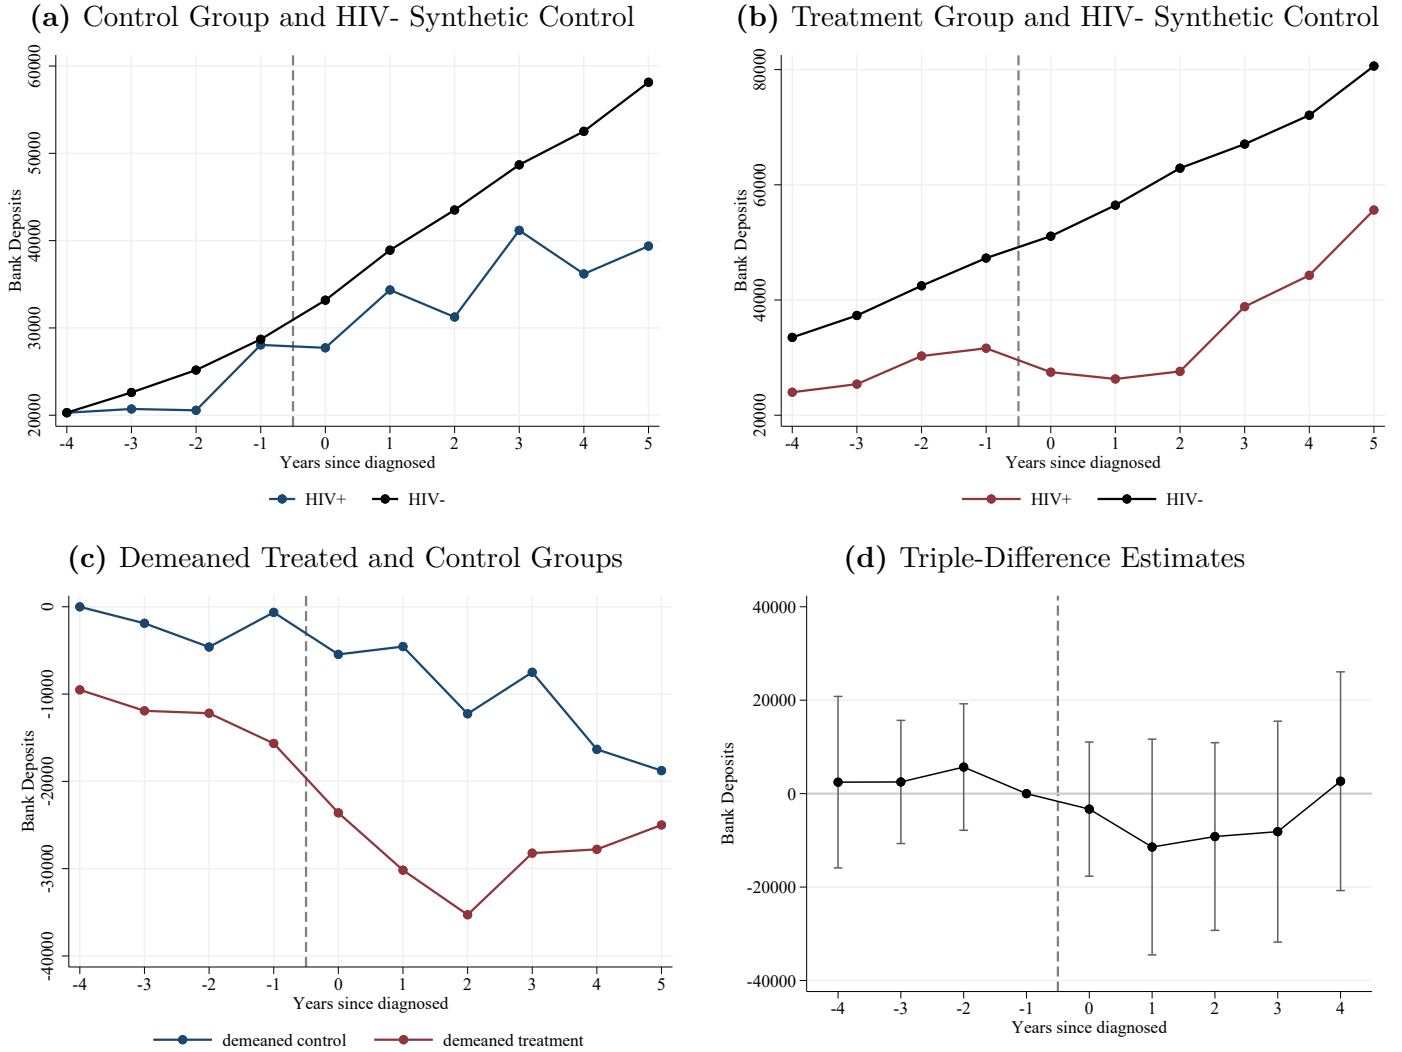 (a) Control Group and HIV- Synthetic Control
Bank Deposits
60000
50000
40000
30000
20000
-4 -3 -2 -1 0 1 2 3 4 5
Years since diagnosed
HIV+ HIV-
(b) Treatment Group and HIV- Synthetic Control
Bank Deposits
80000
60000
40000
20000
-4 -3 -2 -1 0 1 2 3 4 5
Years since diagnosed
HIV+ HIV-
(c) Demeaned Treated and Control Groups
Bank Deposits
0
-10000
-20000
-30000
-40000
-4 -3 -2 -1 0 1 2 3 4 5
Years since diagnosed
demeaned control demeaned treatment
(d) Triple-Difference Estimates
Bank Deposits
40000
20000
0
-20000
-40000
-4 -3 -2 -1 0 1 2 3 4
Years since diagnosed